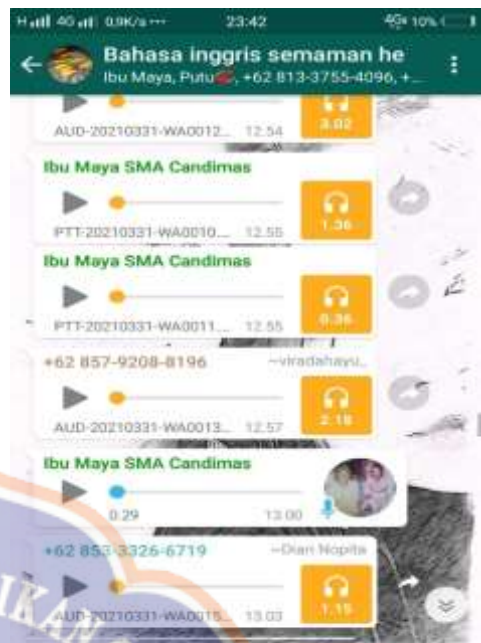 23:42
10%
Bahasa inggris semaman he
Ibu Maya, Putu, +62 813-3755-4096, +...
AUD-20210331-WA0012... 12.54
3.02
Ibu Maya SMA Candimas
PTT-20210331-WA0010... 12.55
1.36
Ibu Maya SMA Candimas
PTT-20210331-WA0011... 12.55
0.36
+62 857-9208-8196 ~viradahayu_
AUD-20210331-WA0013... 12.57
2.18
Ibu Maya SMA Candimas
0.29 13.00
+62 853-3326-6719 ~Dian Nopita
AUD-20210331-WA0015... 13.03
1.15